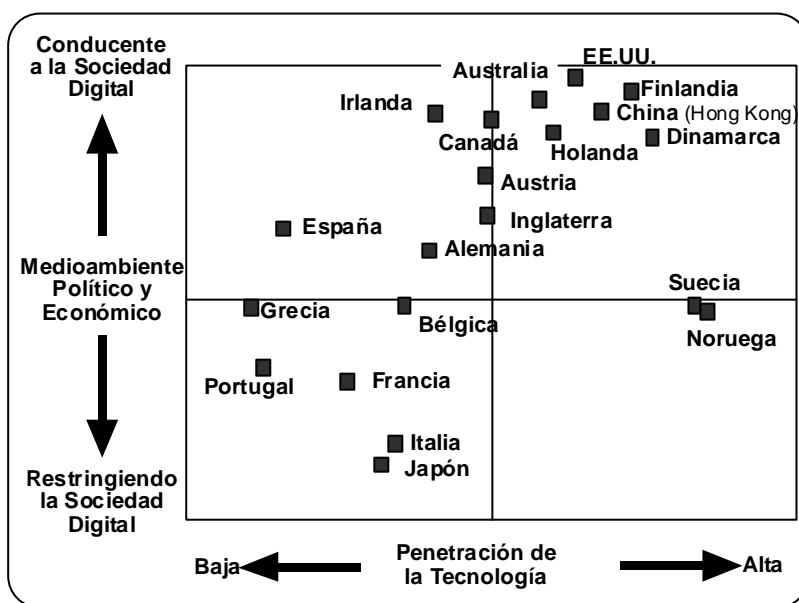 Conducente
a la Sociedad
Digital
EE.UU.
Australia
Finlandia
Irlanda
China (Hong Kong)
Canadá
Holanda
Dinamarca
Austria
Inglaterra
España
Alemania
Medioambiente
Político y
Económico
Suecia
Grecia
Bélgica
Noruega
Portugal
Francia
Italia
Japón
Restringiendo
la Sociedad
Digital
Baja
Penetración de
la Tecnología
Alta